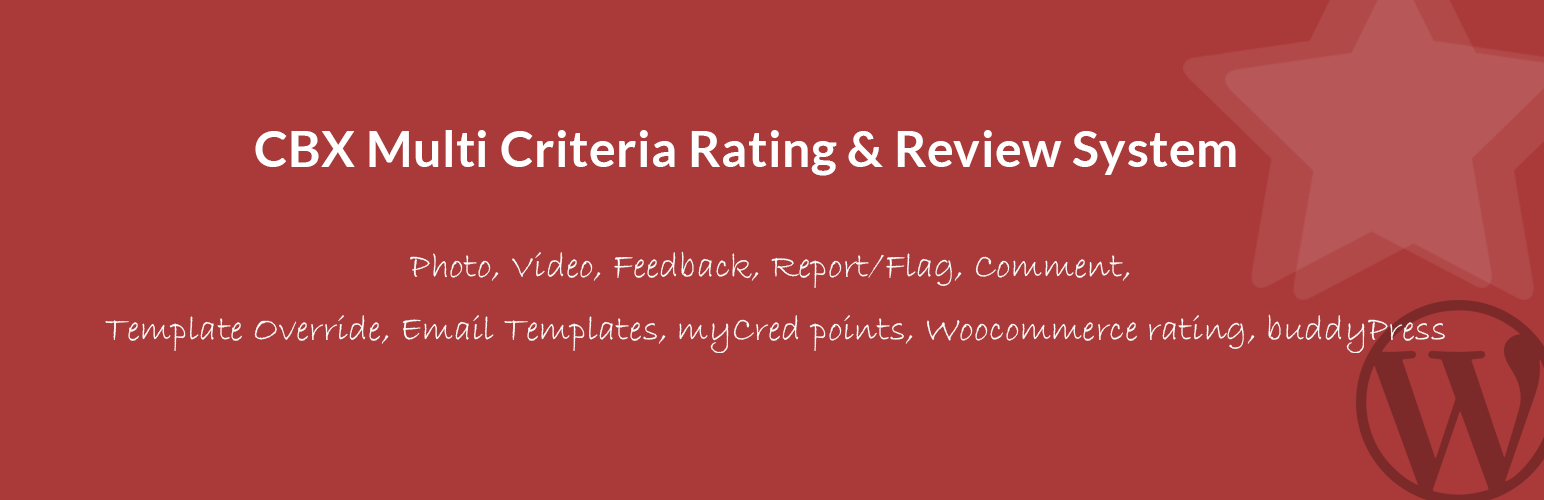 CBX Multi Criteria Rating & Review System
Photo, Video, Feedback, Report/Flag, Comment,
Template Override, Email Templates, myCred points, Woocommerce rating, buddyPress